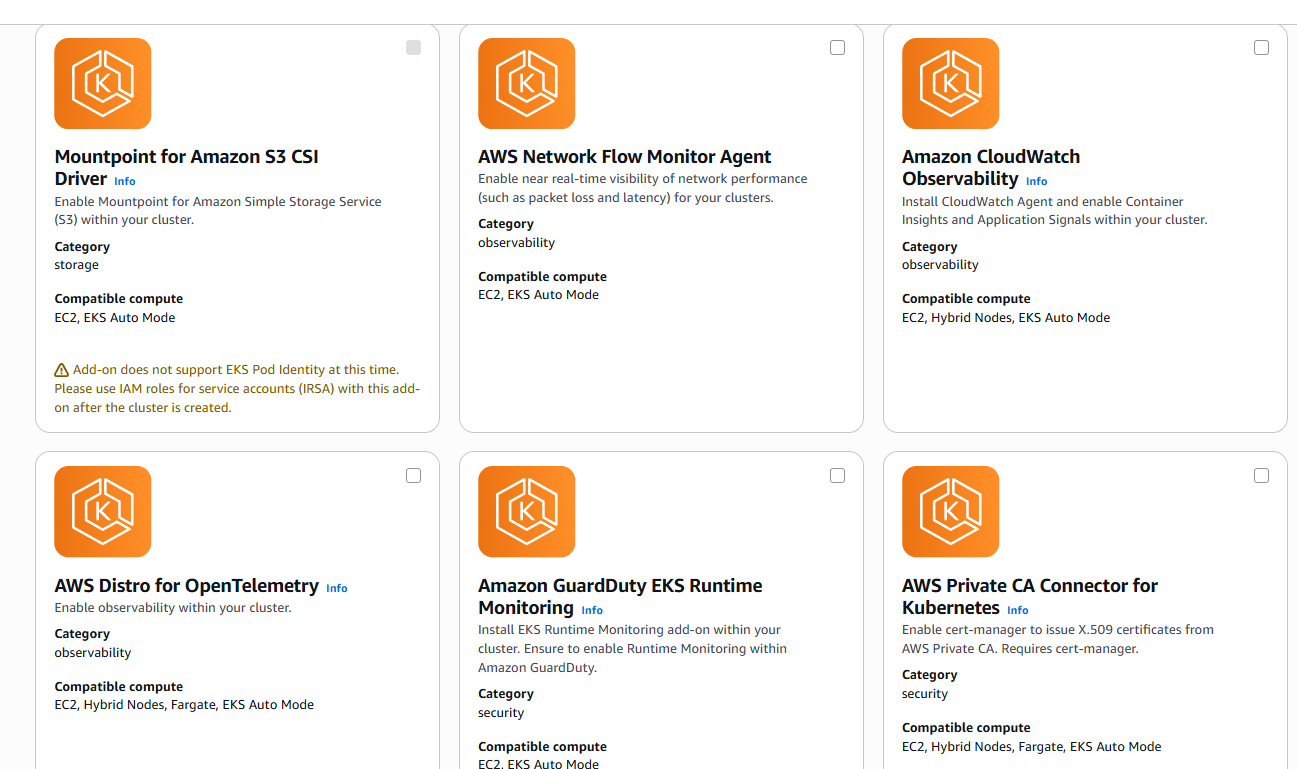 Mountpoint for Amazon S3 CSI
Driver Info
Enable Mountpoint for Amazon Simple Storage Service
(S3) within your cluster.
Category
storage
Compatible compute
EC2, EKS Auto Mode
Add-on does not support EKS Pod Identity at this time.
Please use IAM roles for service accounts (IRSA) with this add-
on after the cluster is created.
AWS Network Flow Monitor Agent
Enable near real-time visibility of network performance
(such as packet loss and latency) for your clusters.
Category
observability
Compatible compute
EC2, EKS Auto Mode
Amazon CloudWatch
Observability Info
Install CloudWatch Agent and enable Container
Insights and Application Signals within your cluster.
Category
observability
Compatible compute
EC2, Hybrid Nodes, EKS Auto Mode
AWS Distro for OpenTelemetry Info
Enable observability within your cluster.
Category
observability
Compatible compute
EC2, Hybrid Nodes, Fargate, EKS Auto Mode
Amazon GuardDuty EKS Runtime
Monitoring Info
Install EKS Runtime Monitoring add-on within your
cluster. Ensure to enable Runtime Monitoring within
Amazon GuardDuty.
Category
security
Compatible compute
EC2, EKS Auto Mode
AWS Private CA Connector for
Kubernetes Info
Enable cert-manager to issue X.509 certificates from
AWS Private CA. Requires cert-manager.
Category
security
Compatible compute
EC2, Hybrid Nodes, Fargate, EKS Auto Mode